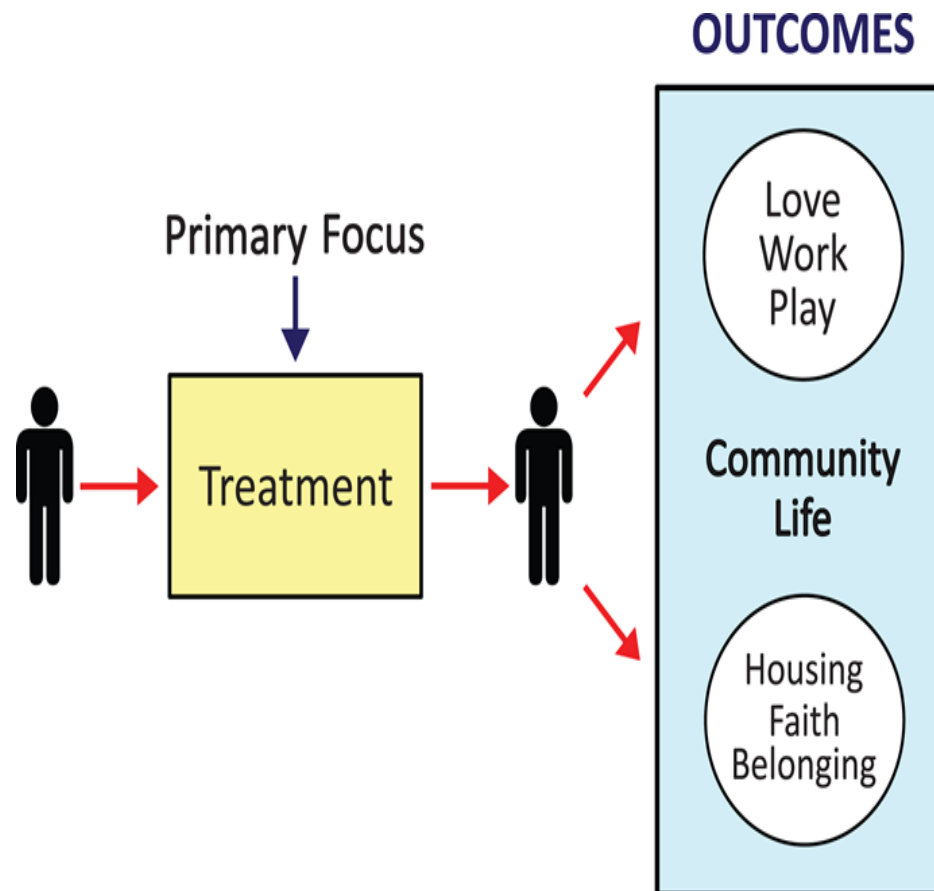 OUTCOMES
Primary Focus
Treatment
Love
Work
Play
Community
Life
Housing
Faith
Belonging